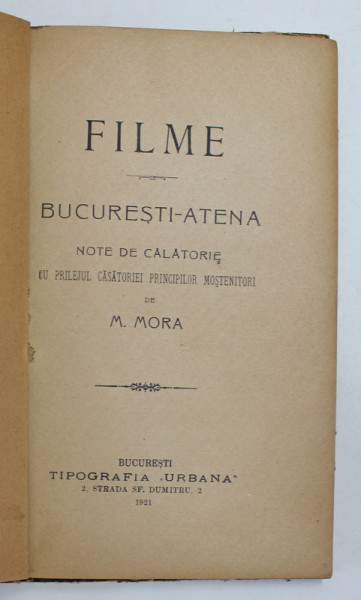 FILME
BUCUREȘTI-ATENA
NOTE DE CĂLĂTORIE
CU PRILEJUL CĂSĂTORIEI PRINCIPILOR MOȘTENITORI
DE
M. MORA
BUCUREȘTI
TIPOGRAFIA „URBANA"
2, STRADA SF. DUMITRU, 2
1921